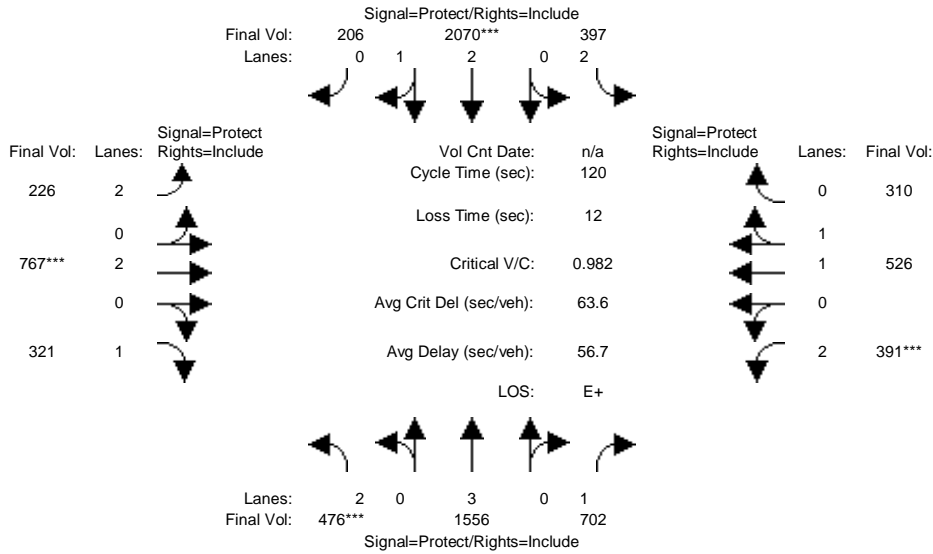 Signal=Protect/Rights=Include
Final Vol: 206 2070*** 397
Lanes: 0 1 2 0 2
Signal=Protect
Final Vol: Lanes: Rights=Include
Vol Cnt Date: n/a
Signal=Protect
Rights=Include Lanes: Final Vol:
Cycle Time (sec): 120
226 2
0 310
Loss Time (sec): 12
0
1
767*** 2
Critical V/C: 0.982
1 526
0
Avg Crit Del (sec/veh): 63.6
0
321 1
Avg Delay (sec/veh): 56.7
2 391***
LOS: E+
Lanes: 2 0 3 0 1
Final Vol: 476*** 1556 702
Signal=Protect/Rights=Include